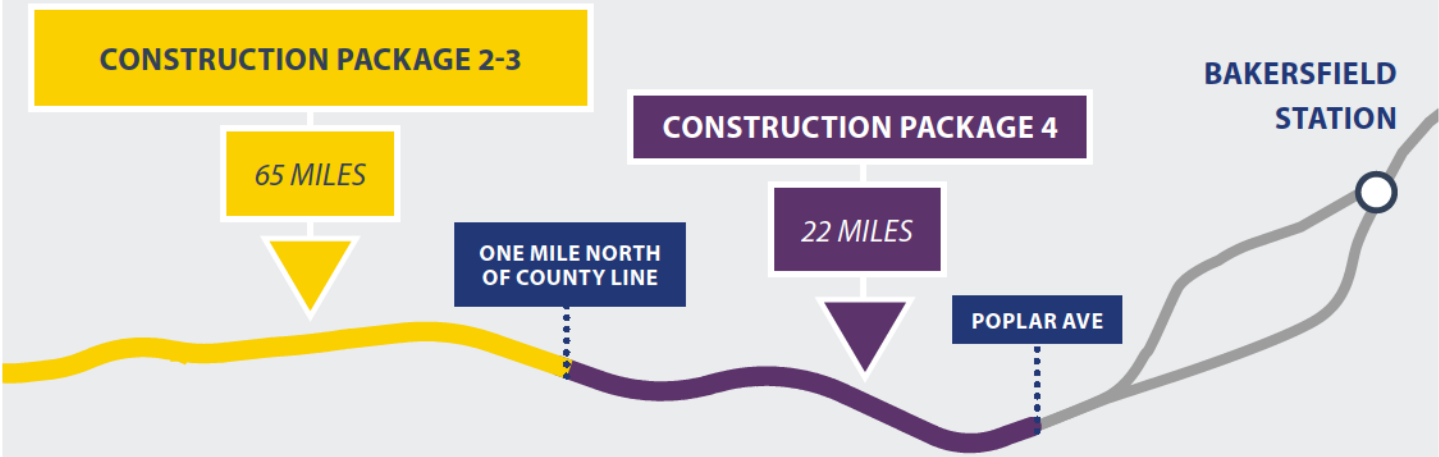 CONSTRUCTION PACKAGE 2-3
65 MILES
ONE MILE NORTH
OF COUNTY LINE
CONSTRUCTION PACKAGE 4
22 MILES
POPLAR AVE
BAKERSFIELD
STATION